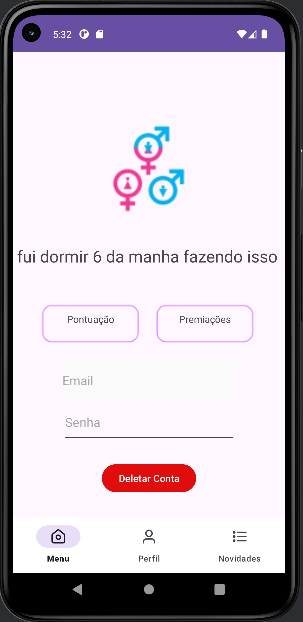 5:32
fui dormir 6 da manha fazendo isso
Pontuação Premiações
Email
Senha
Deletar Conta
Menu Perfil Novidades